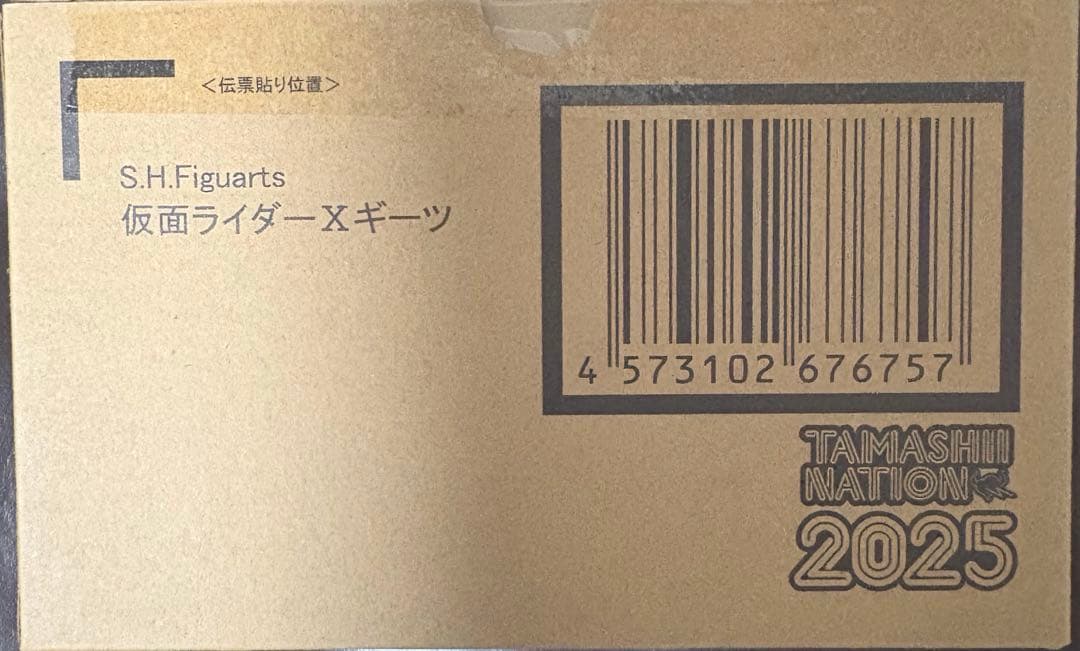 <伝票貼り位置>
S.H.Figuarts
仮面ライダーXギーツ
4 573102 676757
TAMASHII
NATION
2025